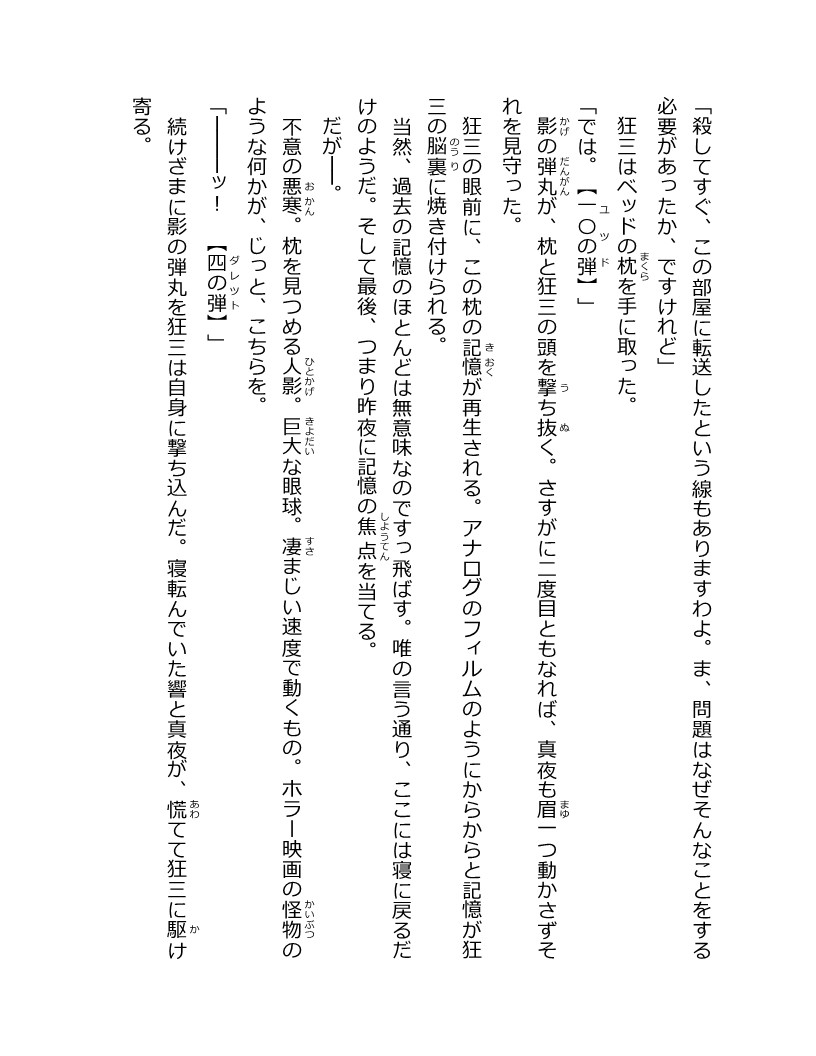 「殺してすぐ、この部屋に転送したという線もありますわよ。ま、問題はなぜそんなことをする
必要があったか、ですけれど」
狂三はベッドの枕を手に取った。
「では。【一〇の弾】」
影の弾丸が、枕と狂三の頭を撃ち抜く。さすがに二度目ともなれば、真夜も眉一つ動かさずそ
れを見守った。
狂三の眼前に、この枕の記憶が再生される。アナログのフィルムのようにからからと記憶が狂
三の脳裏に焼き付けられる。
当然、過去の記憶のほとんどは無意味なのですっ飛ばす。唯の言う通り、ここには寝に戻るだ
けのようだ。そして最後、つまり昨夜に記憶の焦点を当てる。
だが──。
不意の悪寒。枕を見つめる人影。巨大な眼球。凄まじい速度で動くもの。ホラー映画の怪物の
ような何かが、じっと、こちらを。
「───ッ！　【四の弾】」
続けざまに影の弾丸を狂三は自身に撃ち込んだ。寝転んでいた響と真夜が、慌てて狂三に駆け
寄る。